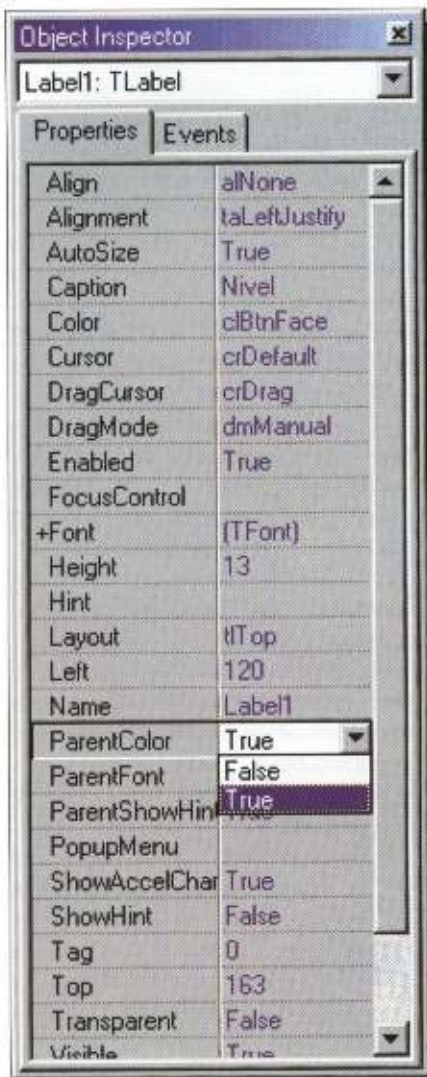 Object Inspector
Label1: TLabel
Properties Events
Align alNone
Alignment taLeftJustify
AutoSize True
Caption Nivel
Color clBtnFace
Cursor crDefault
DragCursor crDrag
DragMode dmManual
Enabled True
FocusControl
+Font (TFont)
Height 13
Hint
Layout tlTop
Left 120
Name Label1
ParentColor True
ParentFont False
ParentShowHint True
PopupMenu
ShowAccelChar True
ShowHint False
Tag 0
Top 163
Transparent False
Visible True